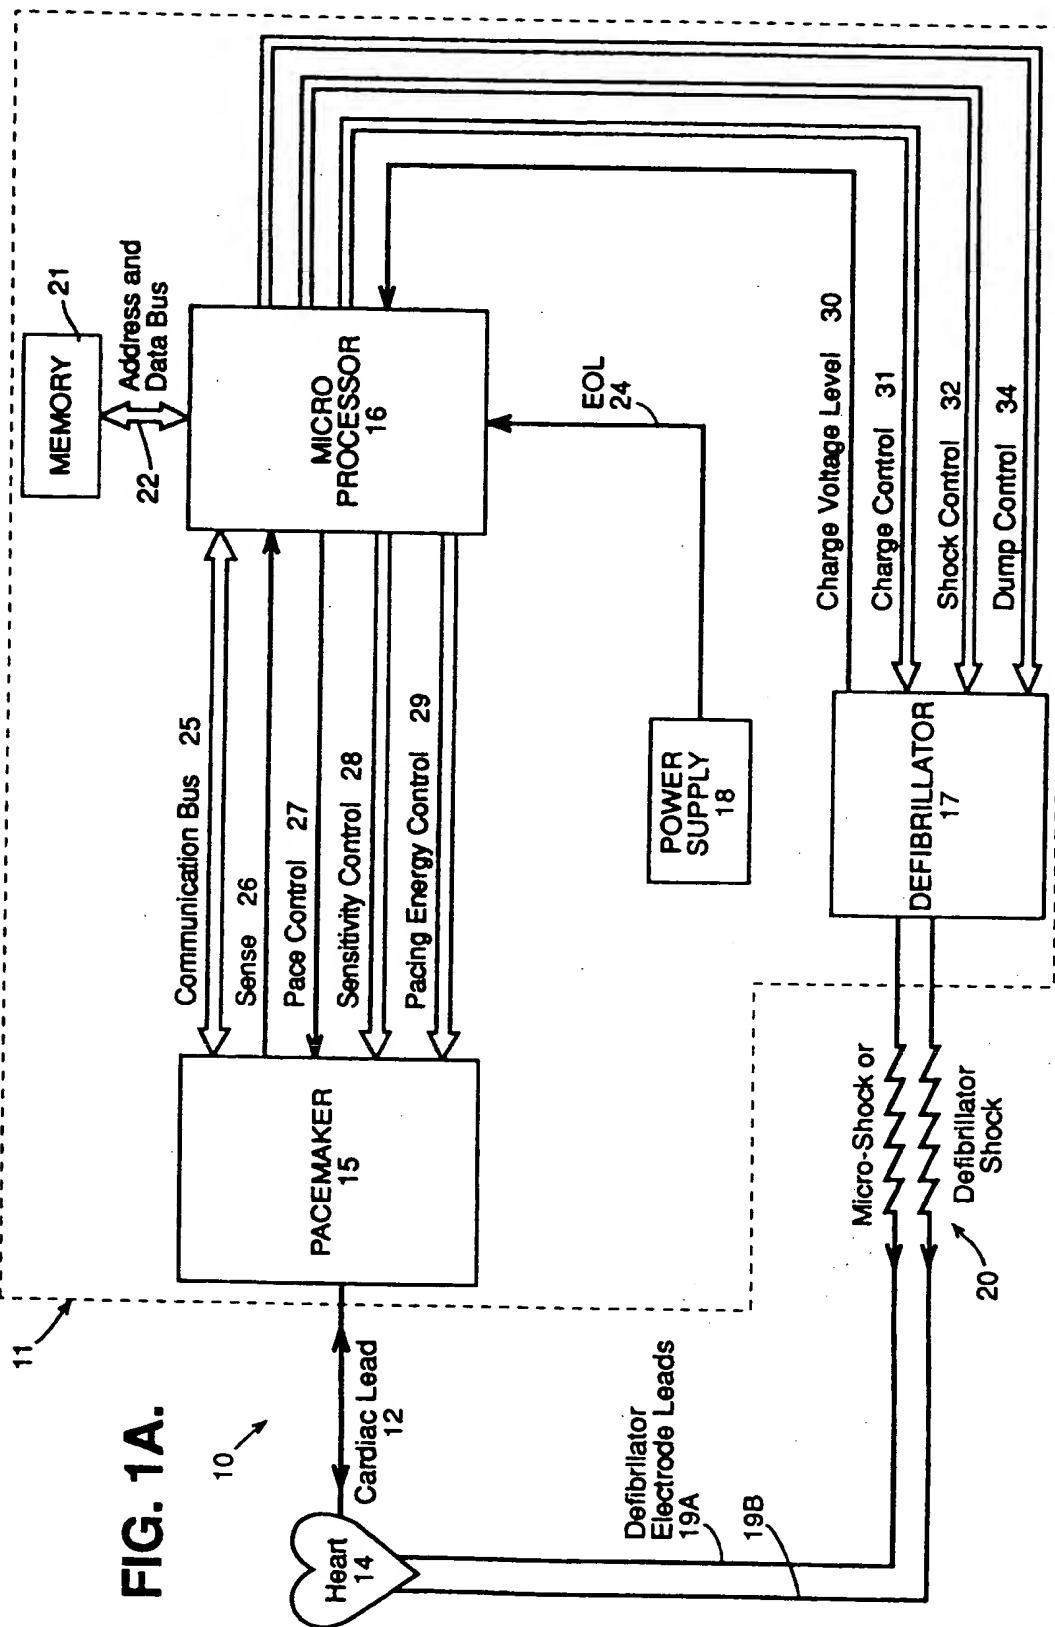 FIG. 1A.
10
11
Heart
14
Cardiac Lead
12
PACEMAKER
15
Communication Bus 25
Sense 26
Pace Control 27
Sensitivity Control 28
Pacing Energy Control 29
MEMORY
21
22
Address and
Data Bus
MICRO
PROCESSOR
16
EOL
24
POWER
SUPPLY
18
Defibrillator
Electrode Leads
19A
19B
Micro-Shock or
Defibrillator
Shock
20
DEFIBRILLATOR
17
Charge Voltage Level 30
Charge Control 31
Shock Control 32
Dump Control 34